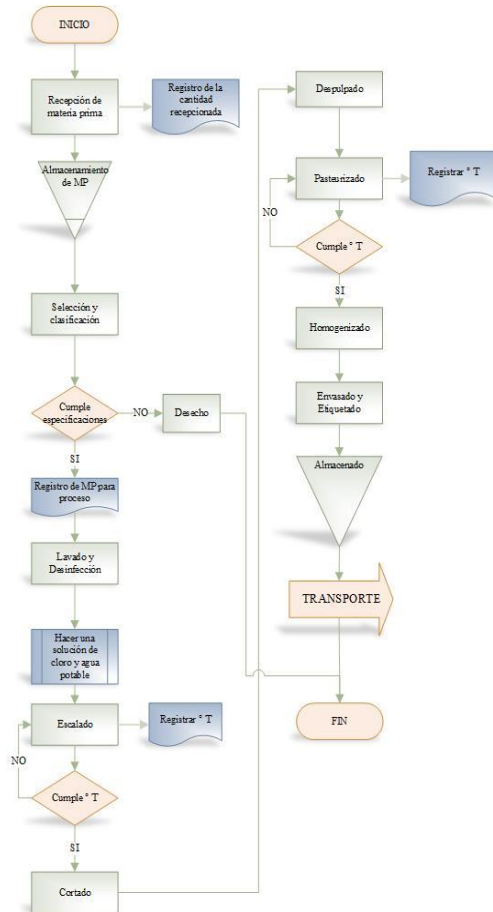 INICIO
Recepción de
materia prima
Registro de la
cantidad
recepcionada
Almacenamiento
de MP
Selección y
clasificación
Cumple
especificaciones
NO
Desecho
SI
Registro de MP para
proceso
Lavado y
Desinfección
Hacer una
solución de
cloro y agua
potable
Escalado
Registrar ° T
NO
Cumple ° T
SI
Cortado
Despulpado
Pasteurizado
Registrar ° T
NO
Cumple ° T
SI
Homogenizado
Envasado y
Etiquetado
Almacenado
TRANSPORTE
FIN